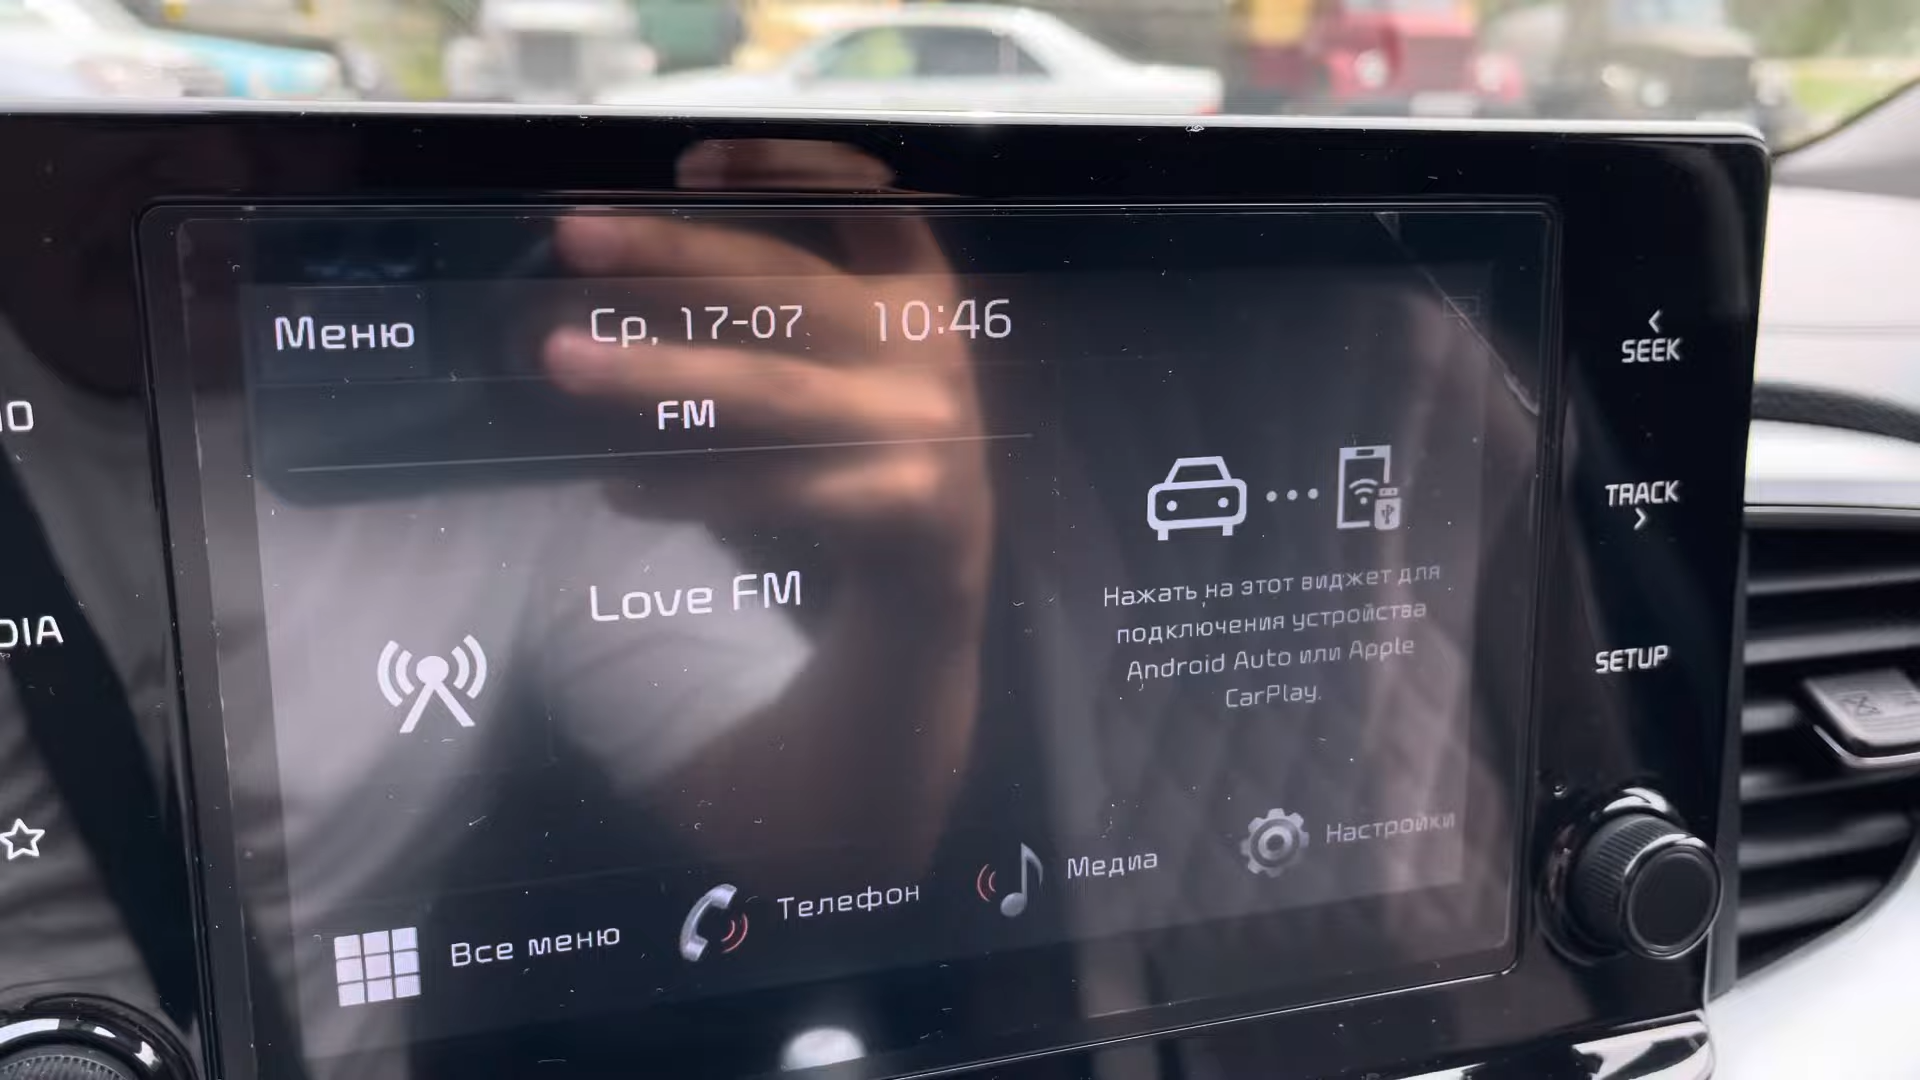 Меню
Ср, 17-07 10:46
FM
Love FM
Нажать на этот виджет для
подключения устройства
Android Auto или Apple
CarPlay.
Все меню
Телефон
Медиа
Настройки
SEEK
TRACK
SETUP